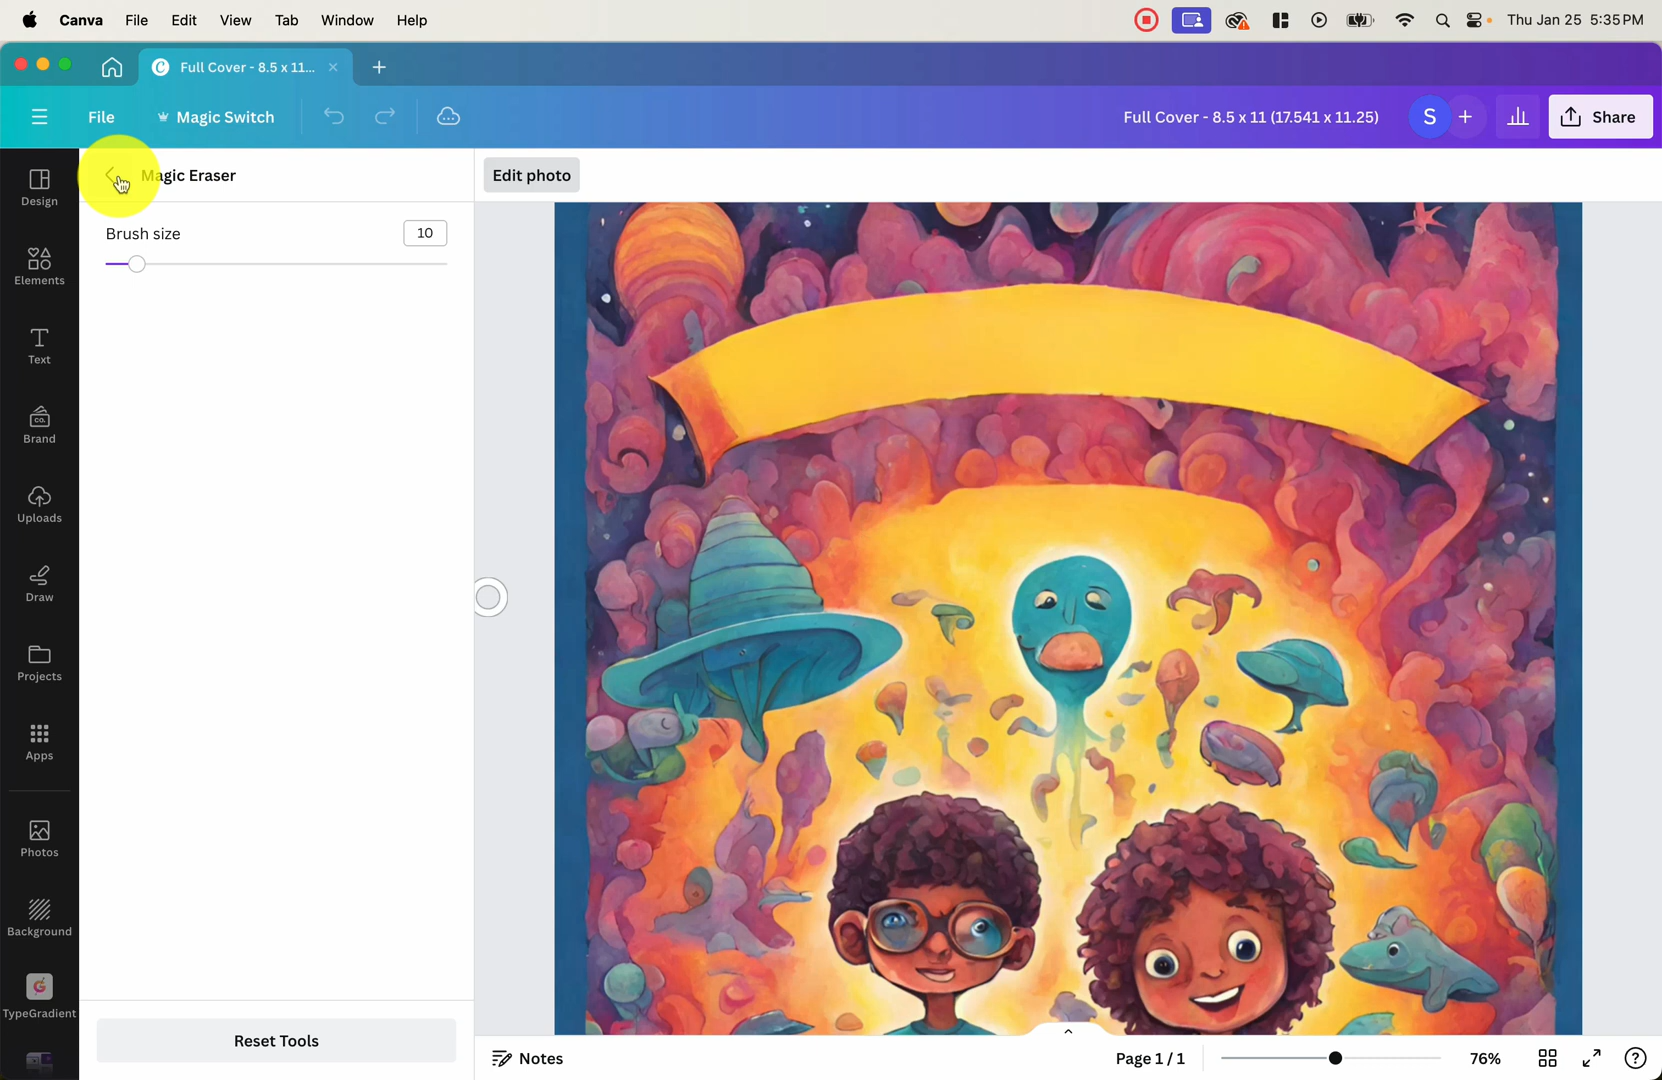 Canva File Edit View Tab Window Help Thu Jan 25 5:35 PM
Full Cover - 8.5 x 11...
File Magic Switch Full Cover - 8.5 x 11 (17.541 x 11.25) S Share
Magic Eraser
Edit photo
Brush size 10
Design
Elements
Text
CO.
Brand
Uploads
Draw
Projects
Apps
Photos
Background
TypeGradient
Reset Tools
Notes Page 1 / 1 76%